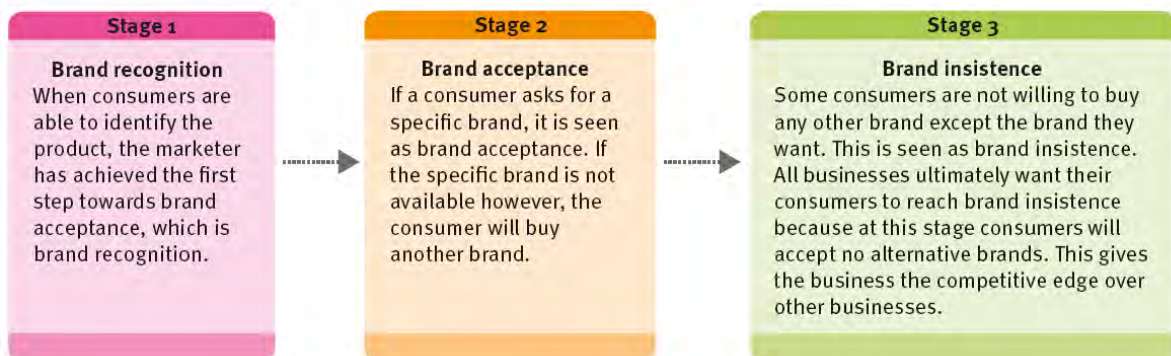 Stage 1
Brand recognition
When consumers are
able to identify the
product, the marketer
has achieved the first
step towards brand
acceptance, which is
brand recognition.
Stage 2
Brand acceptance
If a consumer asks for a
specific brand, it is seen
as brand acceptance. If
the specific brand is not
available however, the
consumer will buy
another brand.
Stage 3
Brand insistence
Some consumers are not willing to buy
any other brand except the brand they
want. This is seen as brand insistence.
All businesses ultimately want their
consumers to reach brand insistence
because at this stage consumers will
accept no alternative brands. This gives
the business the competitive edge over
other businesses.